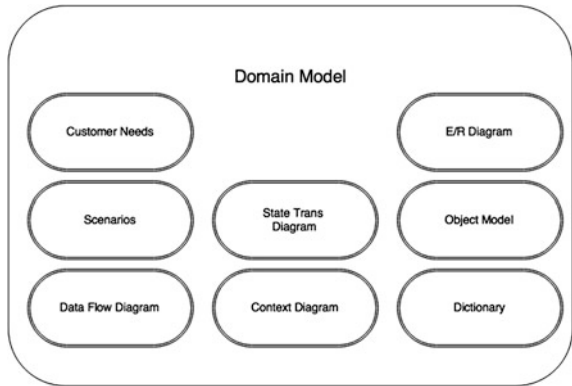 Domain Model
Customer Needs
E/R Diagram
Scenarios
State Trans
Diagram
Object Model
Data Flow Diagram
Context Diagram
Dictionary